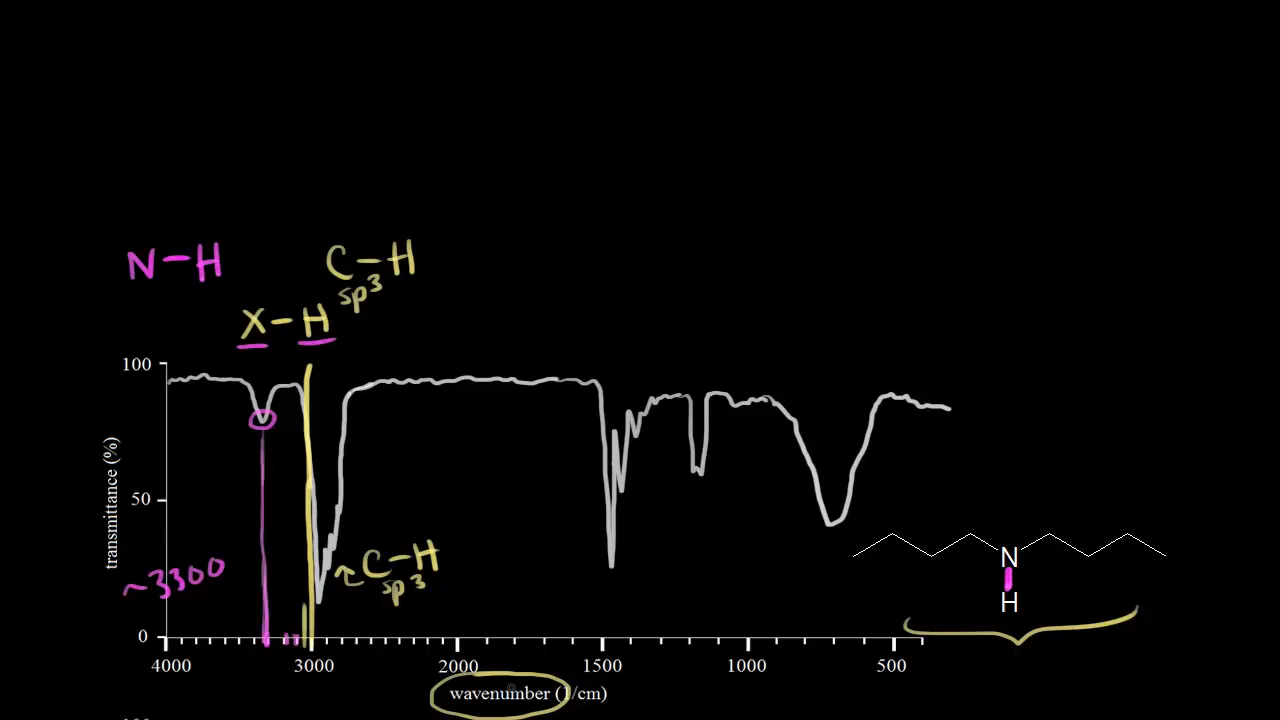 N-H
C-H
sp3
X-H
100
50
0
transmittance (%)
~3300
C-H
sp3
N
H
4000 3000 2000 1500 1000 500
wavenumber (1/cm)